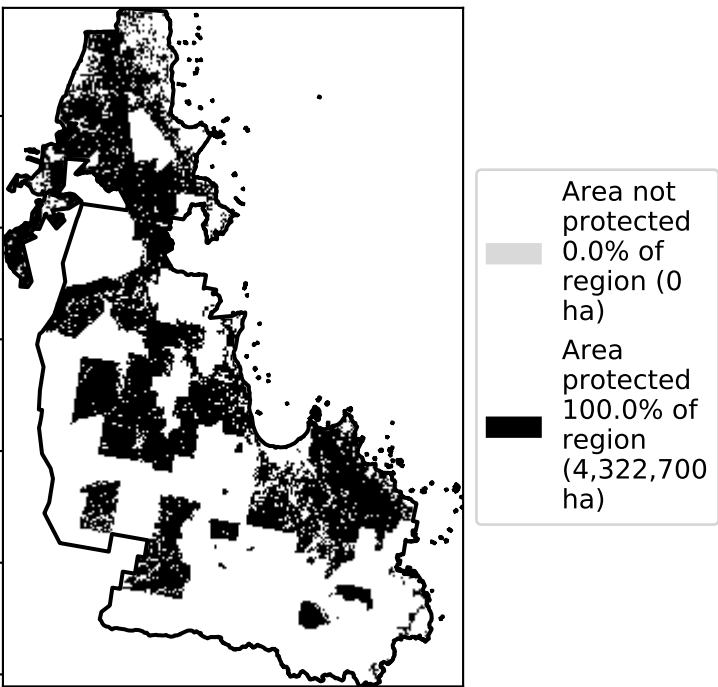 Area not
protected
0.0% of
region (0
ha)
Area
protected
100.0% of
region
(4,322,700
ha)